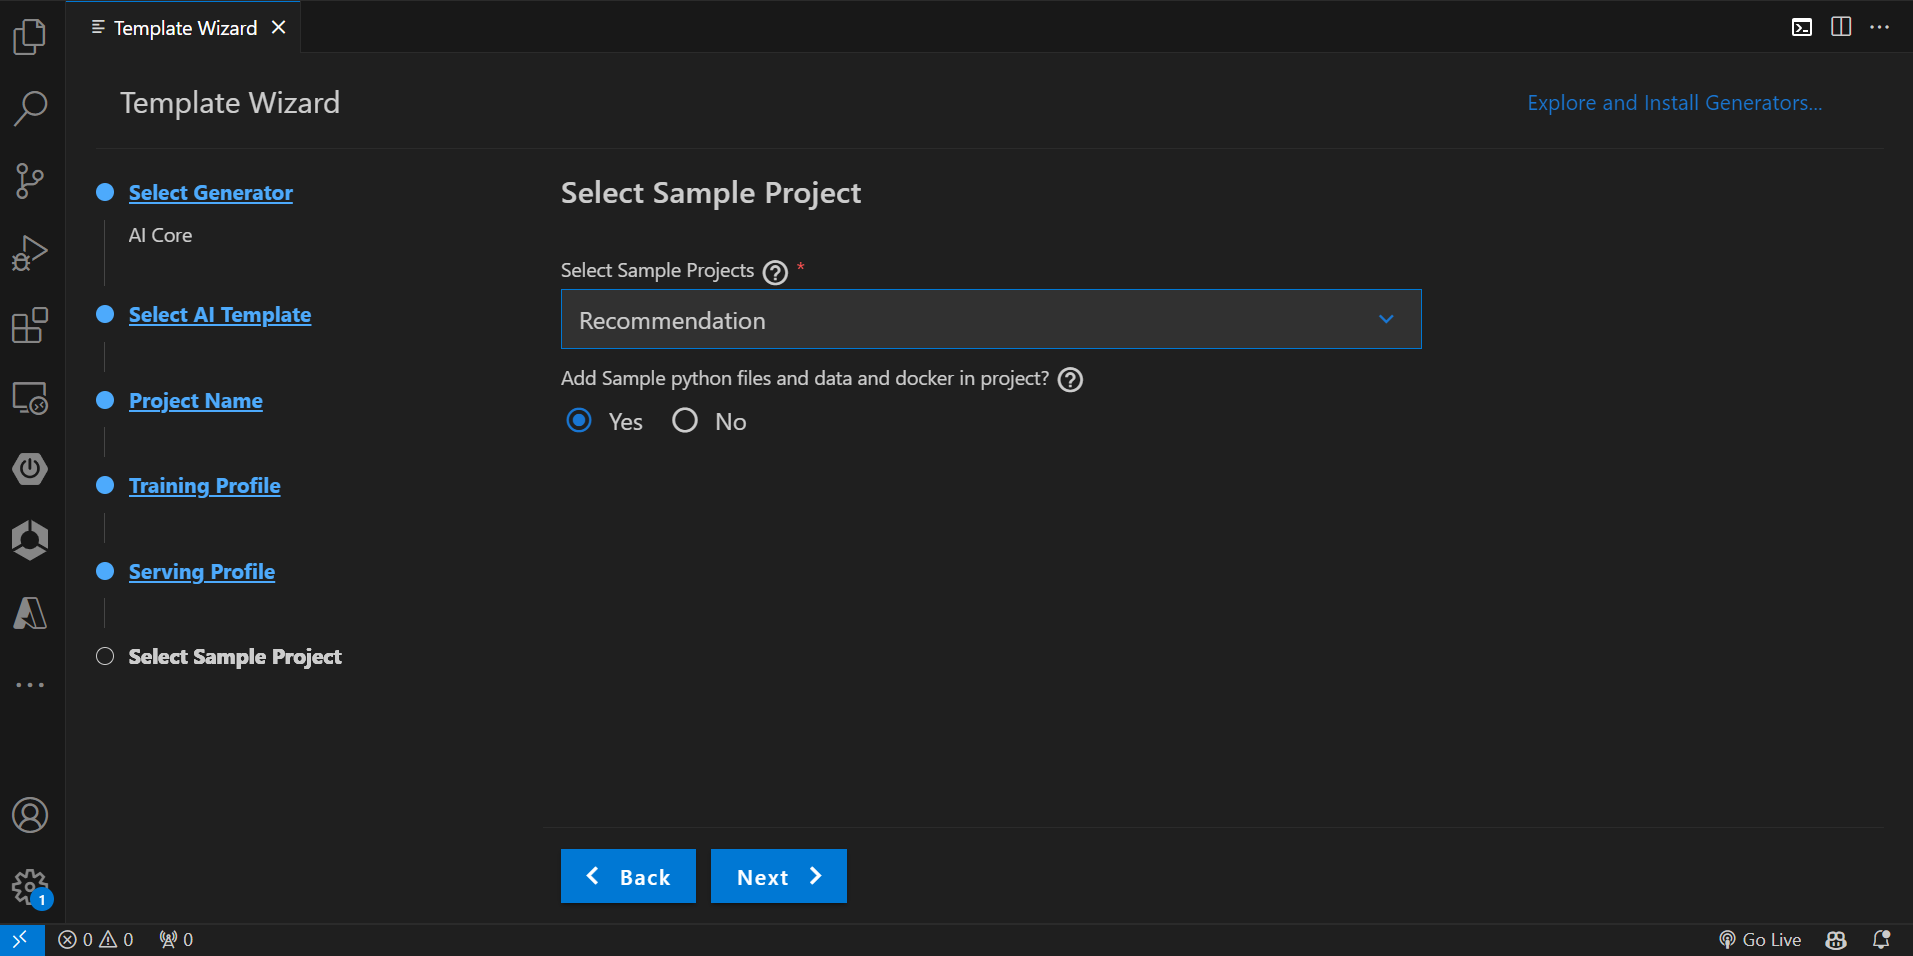 Template Wizard
Template Wizard
Explore and Install Generators...
Select Generator
AI Core
Select AI Template
Project Name
Training Profile
Serving Profile
Select Sample Project
Select Sample Project
Select Sample Projects ? *
Recommendation
Add Sample python files and data and docker in project? ?
Yes No
Back Next
1
0 0 0
Go Live